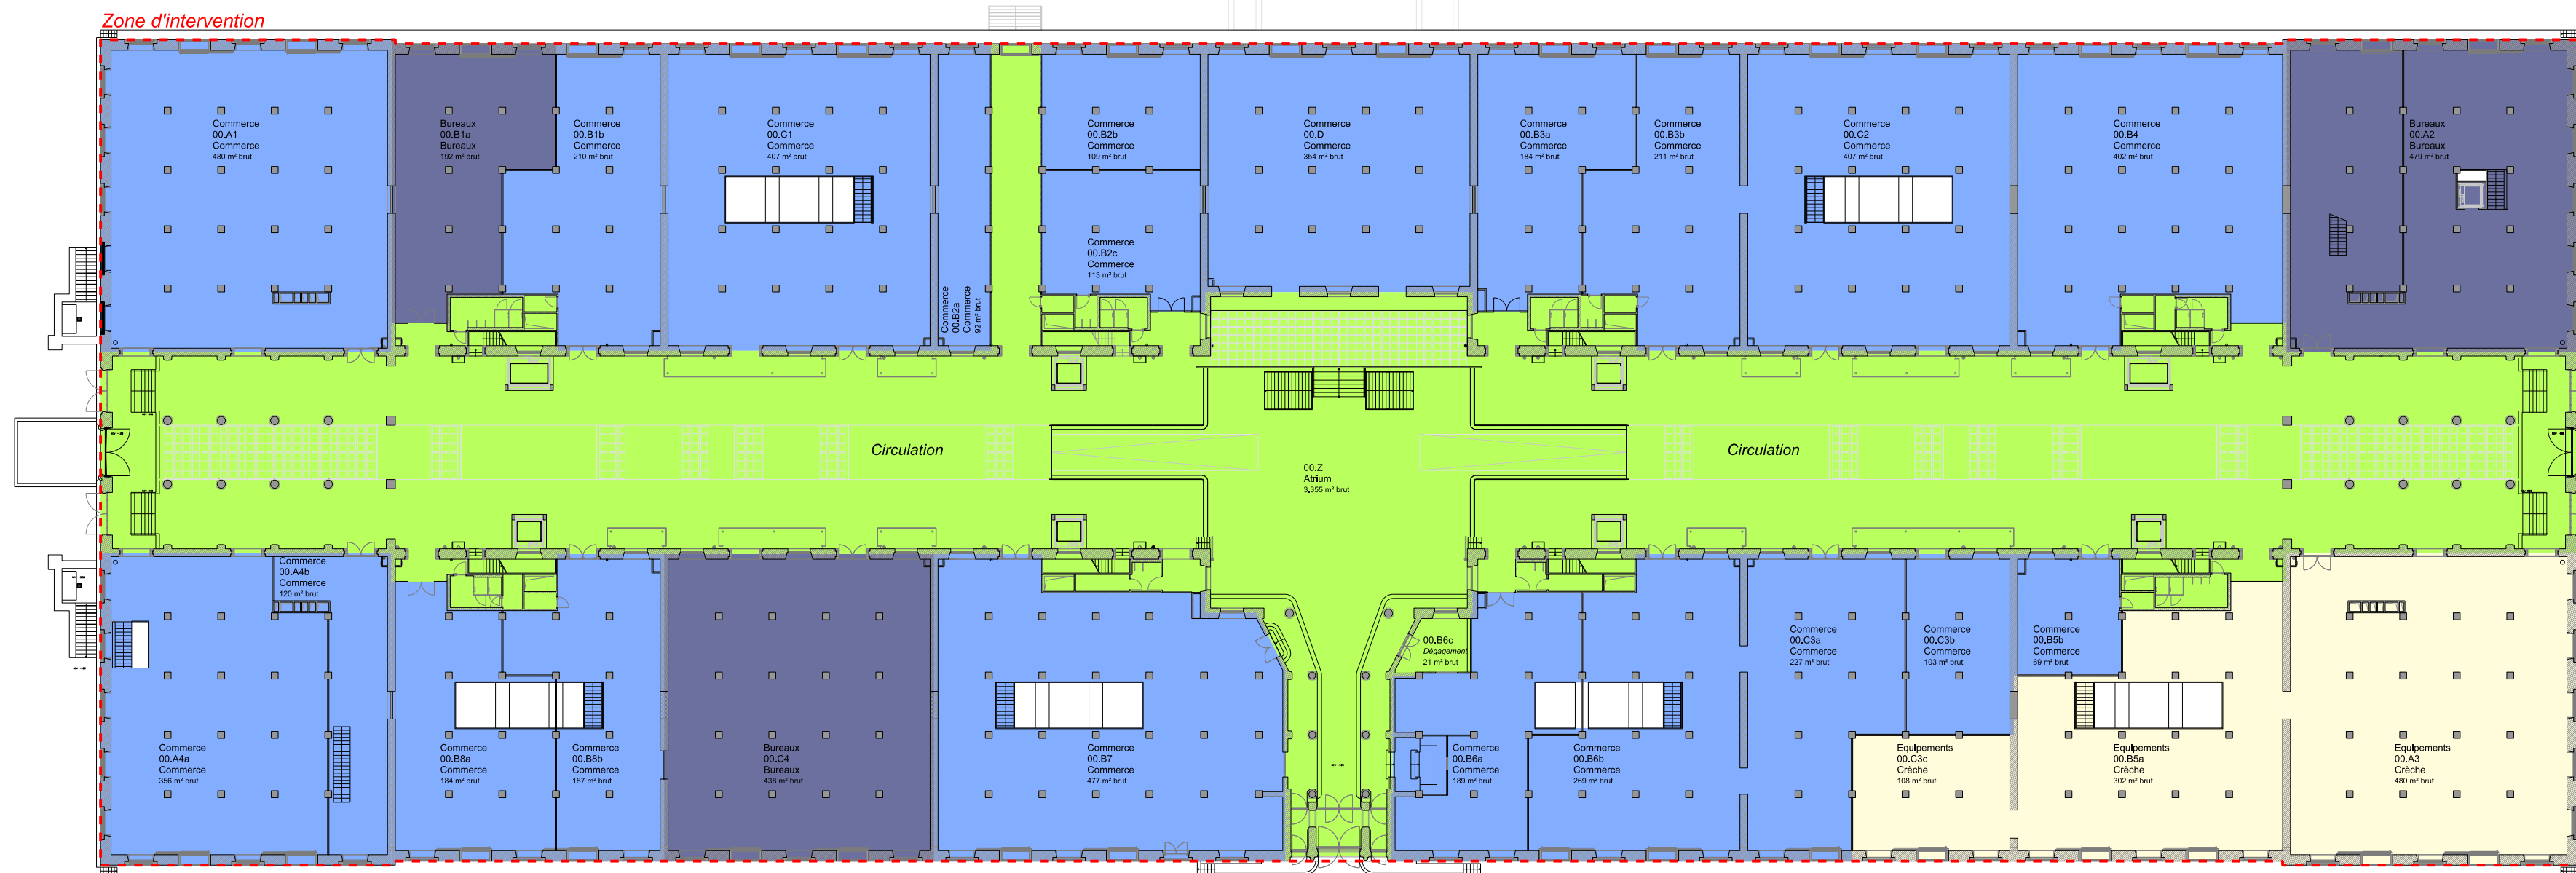 Zone d'intervention
Commerce
00.A1
Commerce
480 m² brut
Bureaux
00.B1a
Bureaux
192 m² brut
Commerce
00.B1b
Commerce
210 m² brut
Commerce
00.C1
Commerce
407 m² brut
Commerce
00.B2a
Commerce
92 m² brut
Commerce
00.B2b
Commerce
109 m² brut
Commerce
00.B2c
Commerce
113 m² brut
Commerce
00.D
Commerce
354 m² brut
Commerce
00.B3a
Commerce
184 m² brut
Commerce
00.B3b
Commerce
211 m² brut
Commerce
00.C2
Commerce
407 m² brut
Commerce
00.B4
Commerce
402 m² brut
Bureaux
00.A2
Bureaux
479 m² brut
Circulation
00.Z
Atrium
3,355 m² brut
Circulation
Commerce
00.A4b
Commerce
120 m² brut
Commerce
00.A4a
Commerce
356 m² brut
Commerce
00.B8a
Commerce
184 m² brut
Commerce
00.B8b
Commerce
187 m² brut
Bureaux
00.C4
Bureaux
438 m² brut
Commerce
00.B7
Commerce
477 m² brut
00.B6c
Dégagement
21 m² brut
Commerce
00.B6a
Commerce
189 m² brut
Commerce
00.B6b
Commerce
269 m² brut
Commerce
00.C3a
Commerce
227 m² brut
Commerce
00.C3b
Commerce
103 m² brut
Commerce
00.B5b
Commerce
69 m² brut
Equipements
00.C3c
Crèche
108 m² brut
Equipements
00.B5a
Crèche
302 m² brut
Equipements
00.A3
Crèche
480 m² brut